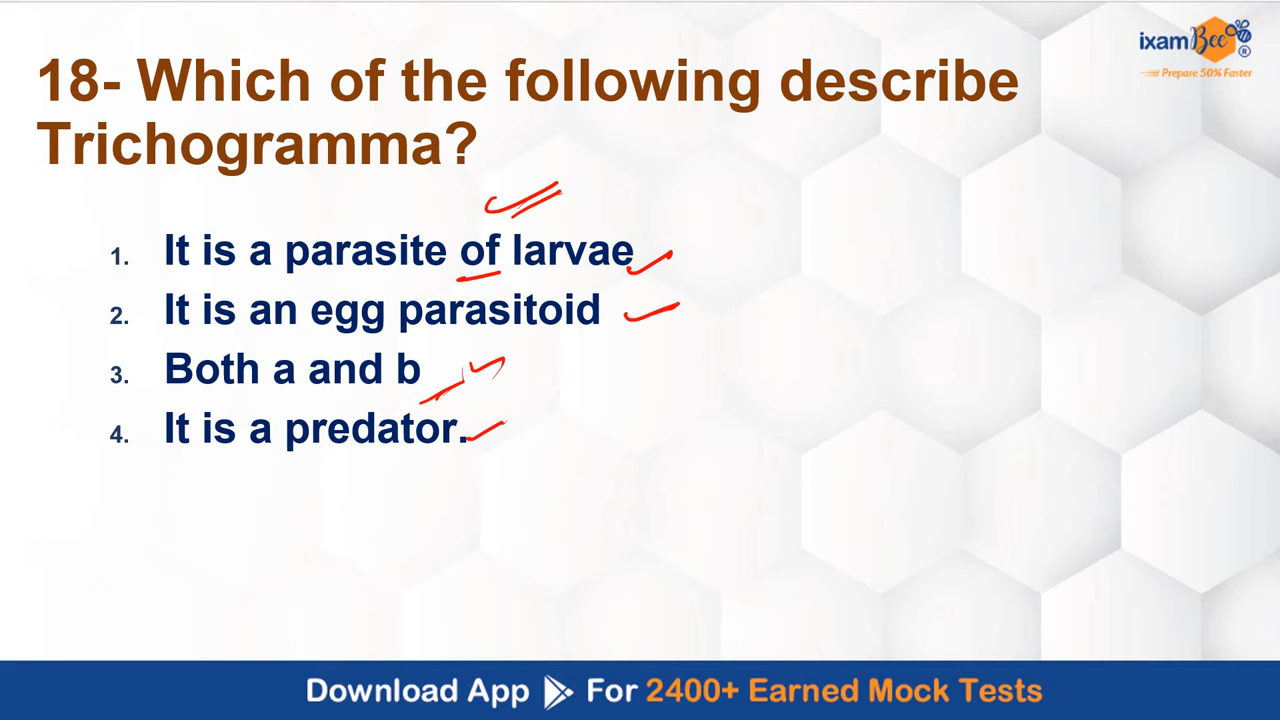 ixamBee®
Prepare 50% Faster
18- Which of the following describe
Trichogramma?
1. It is a parasite of larvae
2. It is an egg parasitoid
3. Both a and b
4. It is a predator.
Download App For 2400+ Earned Mock Tests